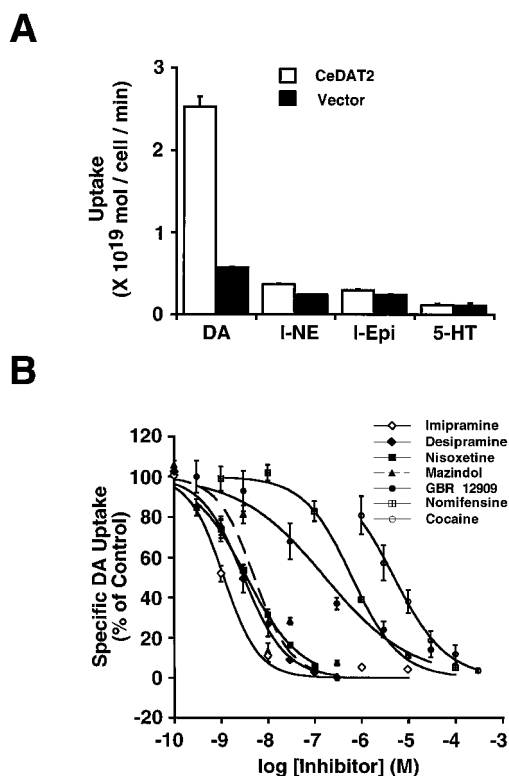 A
3
2
1
0
Uptake
(X 10¹⁹ mol / cell / min)
CeDAT2
Vector
DA
l-NE
l-Epi
5-HT
B
120
100
80
60
40
20
0
-20
Specific DA Uptake
(% of Control)
Imipramine
Desipramine
Nisoxetine
Mazindol
GBR 12909
Nomifensine
Cocaine
-10 -9 -8 -7 -6 -5 -4 -3
log [Inhibitor] (M)